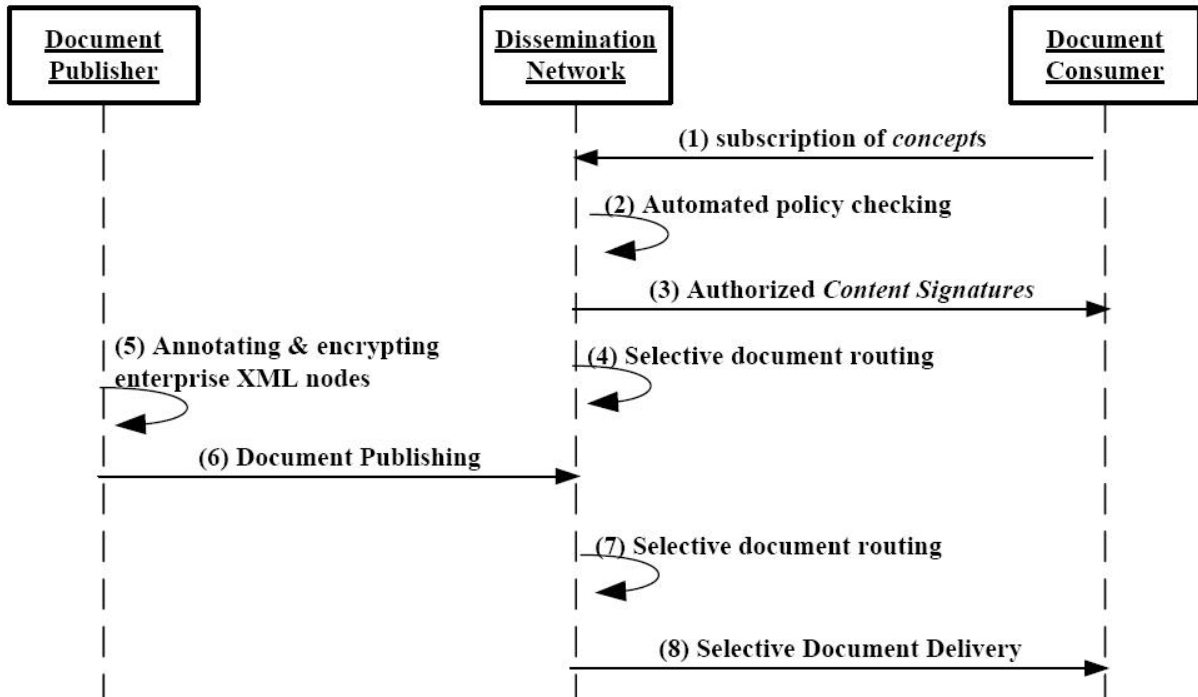 Document
Publisher
Dissemination
Network
Document
Consumer
(1) subscription of concepts
(2) Automated policy checking
(3) Authorized Content Signatures
(5) Annotating & encrypting
enterprise XML nodes
(4) Selective document routing
(6) Document Publishing
(7) Selective document routing
(8) Selective Document Delivery